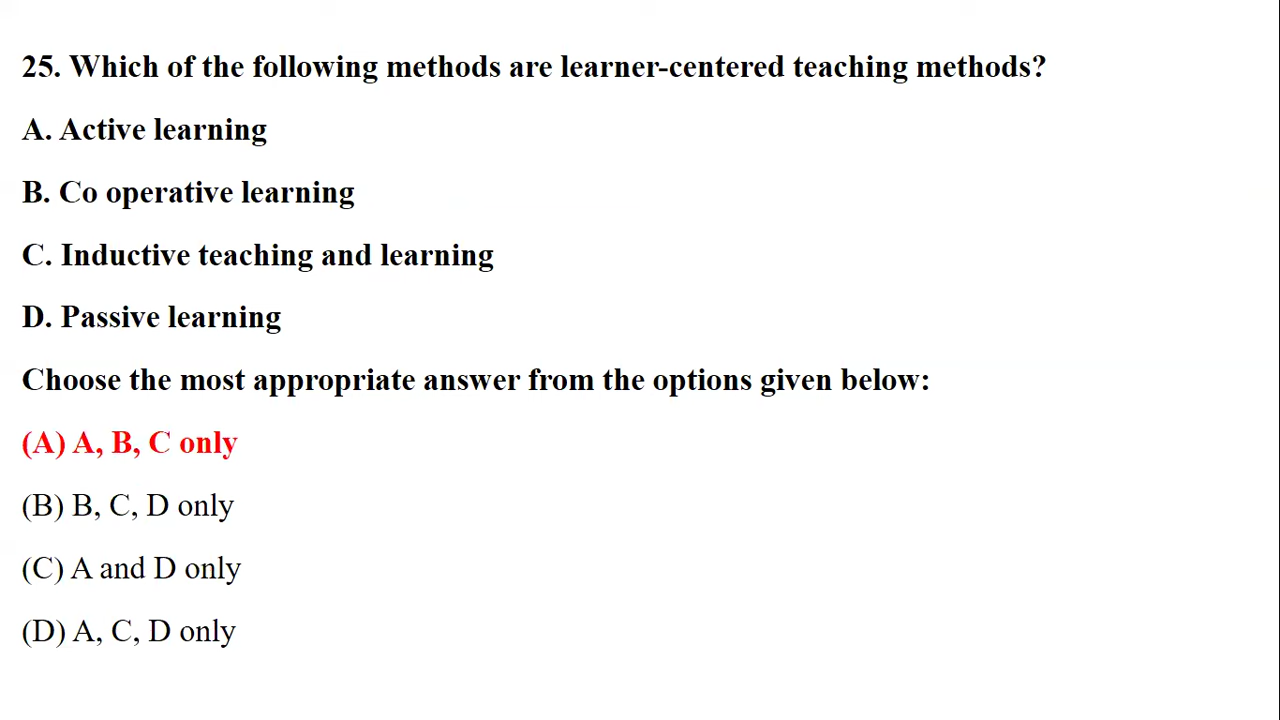 25. Which of the following methods are learner-centered teaching methods?
A. Active learning
B. Co operative learning
C. Inductive teaching and learning
D. Passive learning
Choose the most appropriate answer from the options given below:
(A) A, B, C only
(B) B, C, D only
(C) A and D only
(D) A, C, D only